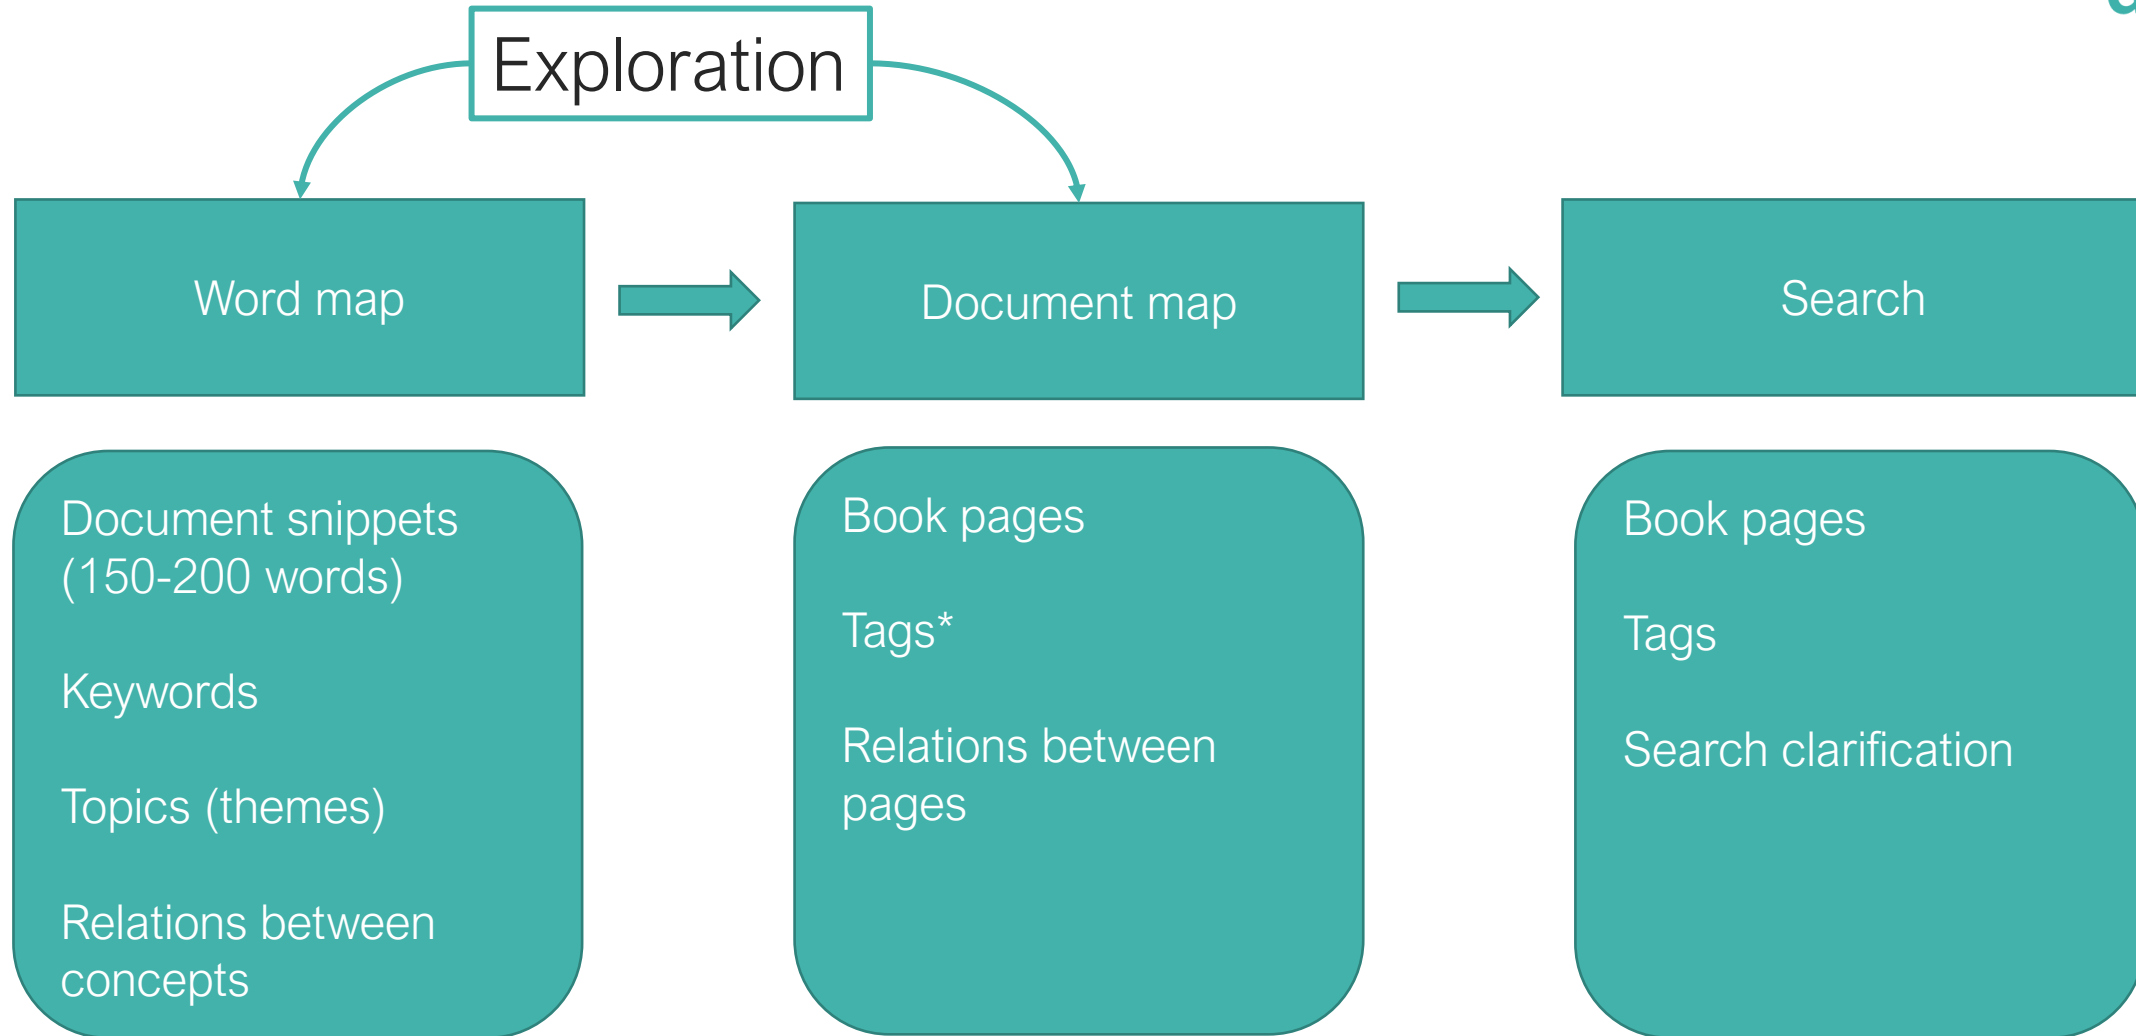 Exploration
Word map
Document map
Search
Document snippets
(150-200 words)
Keywords
Topics (themes)
Relations between
concepts
Book pages
Tags*
Relations between
pages
Book pages
Tags
Search clarification